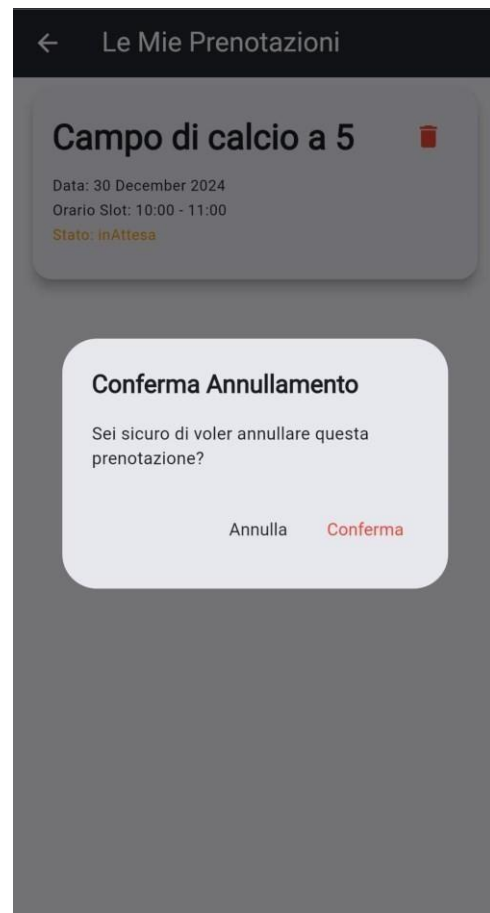 Le Mie Prenotazioni
Campo di calcio a 5
Data: 30 December 2024
Orario Slot: 10:00 - 11:00
Stato: inAttesa
Conferma Annullamento
Sei sicuro di voler annullare questa
prenotazione?
Annulla Conferma